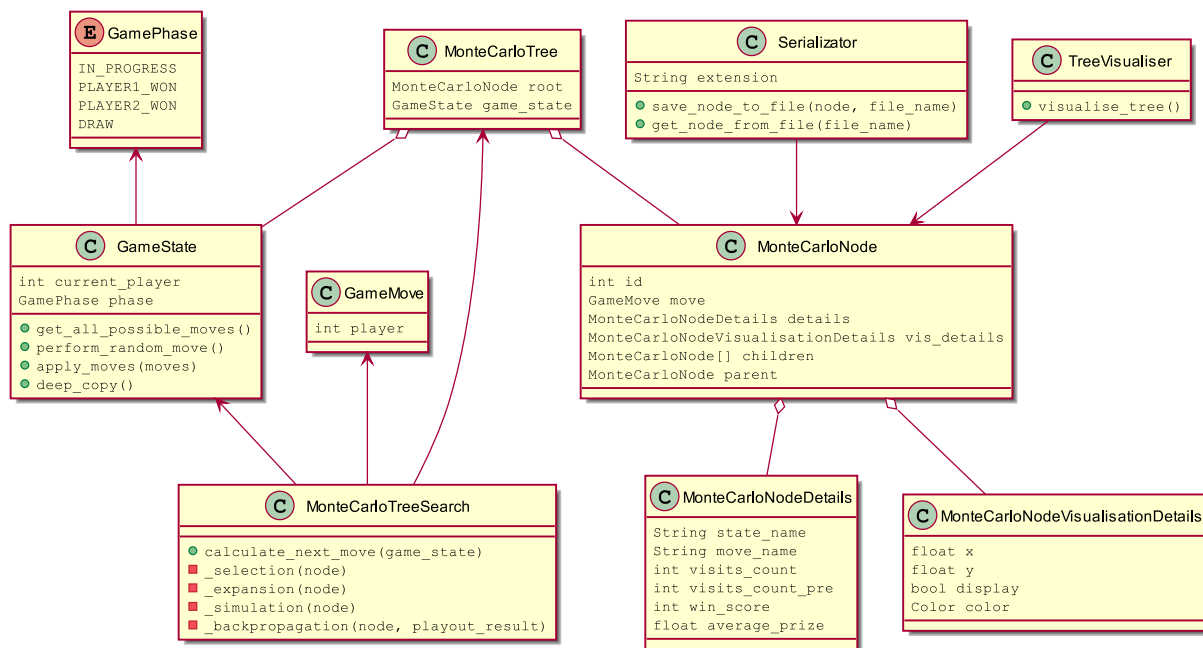 E GamePhase
IN_PROGRESS
PLAYER1_WON
PLAYER2_WON
DRAW
C MonteCarloTree
MonteCarloNode root
GameState game_state
C Serializator
String extension
save_node_to_file(node, file_name)
get_node_from_file(file_name)
C TreeVisualiser
visualise_tree()
C GameState
int current_player
GamePhase phase
get_all_possible_moves()
perform_random_move()
apply_moves(moves)
deep_copy()
C GameMove
int player
C MonteCarloNode
int id
GameMove move
MonteCarloNodeDetails details
MonteCarloNodeVisualisationDetails vis_details
MonteCarloNode[] children
MonteCarloNode parent
C MonteCarloTreeSearch
calculate_next_move(game_state)
_selection(node)
_expansion(node)
_simulation(node)
_backpropagation(node, playout_result)
C MonteCarloNodeDetails
String state_name
String move_name
int visits_count
int visits_count_pre
int win_score
float average_prize
C MonteCarloNodeVisualisationDetails
float x
float y
bool display
Color color